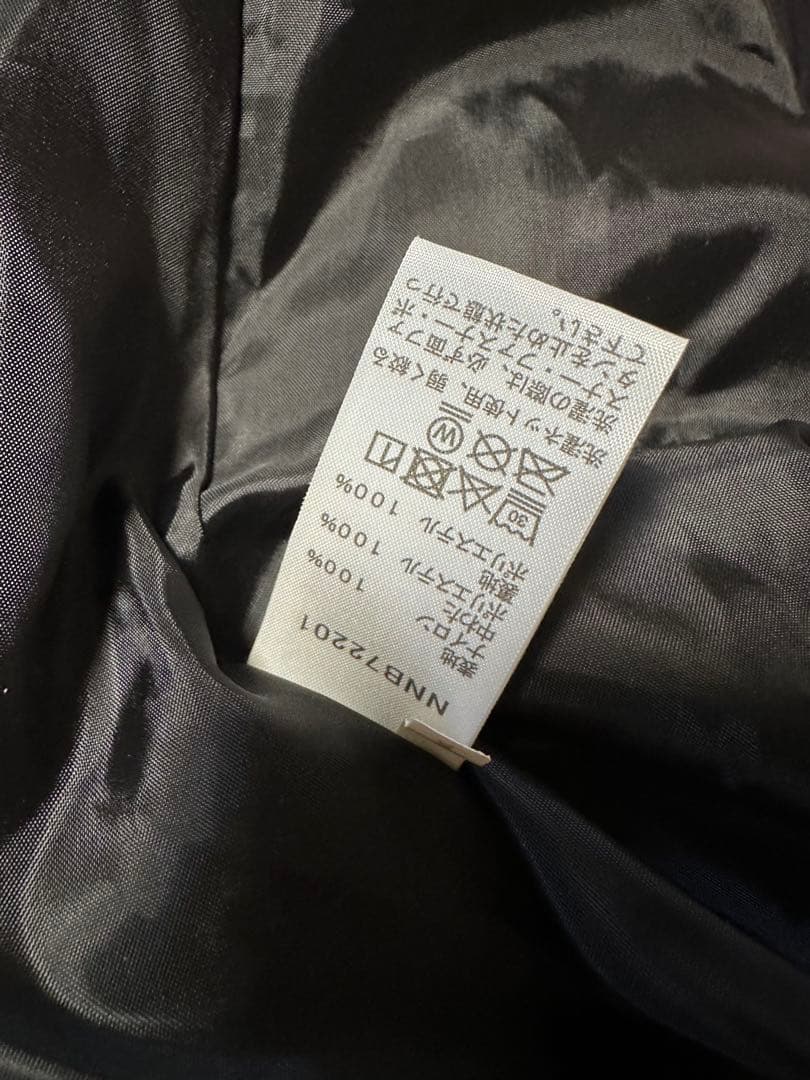 NNB72201
表地
ナイロン 100%
中わた
ポリエステル 100%
裏地
ポリエステル 100%
30
W
洗濯ネット使用、弱く絞る
洗濯の際は、必ず面ファ
スナー・ファスナー・ボ
タンを止めた状態で行っ
て下さい。